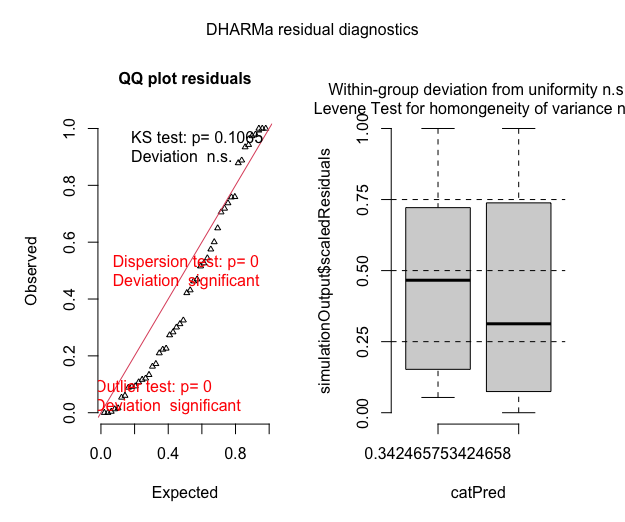 DHARMa residual diagnostics
QQ plot residuals
KS test: p= 0.1005
Deviation n.s.
Dispersion test: p= 0
Deviation significant
Outlier test: p= 0
Deviation significant
Observed
0.0 0.2 0.4 0.6 0.8 1.0
0.0 0.4 0.8
Expected
Within-group deviation from uniformity n.s
Levene Test for homongeneity of variance n
simulationOutput$scaledResiduals
0.00 0.25 0.50 0.75 1.00
0.342465753424658
catPred